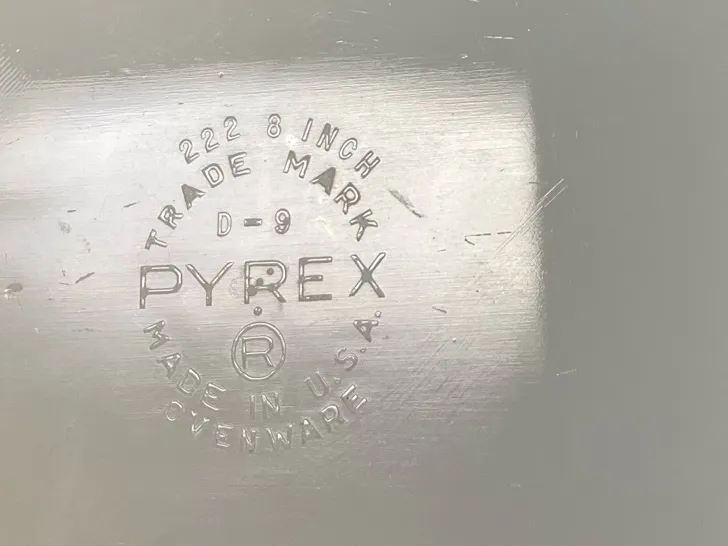 222 8 INCH
TRADE MARK
D-9
PYREX
®
MADE IN U.S.A.
OVENWARE